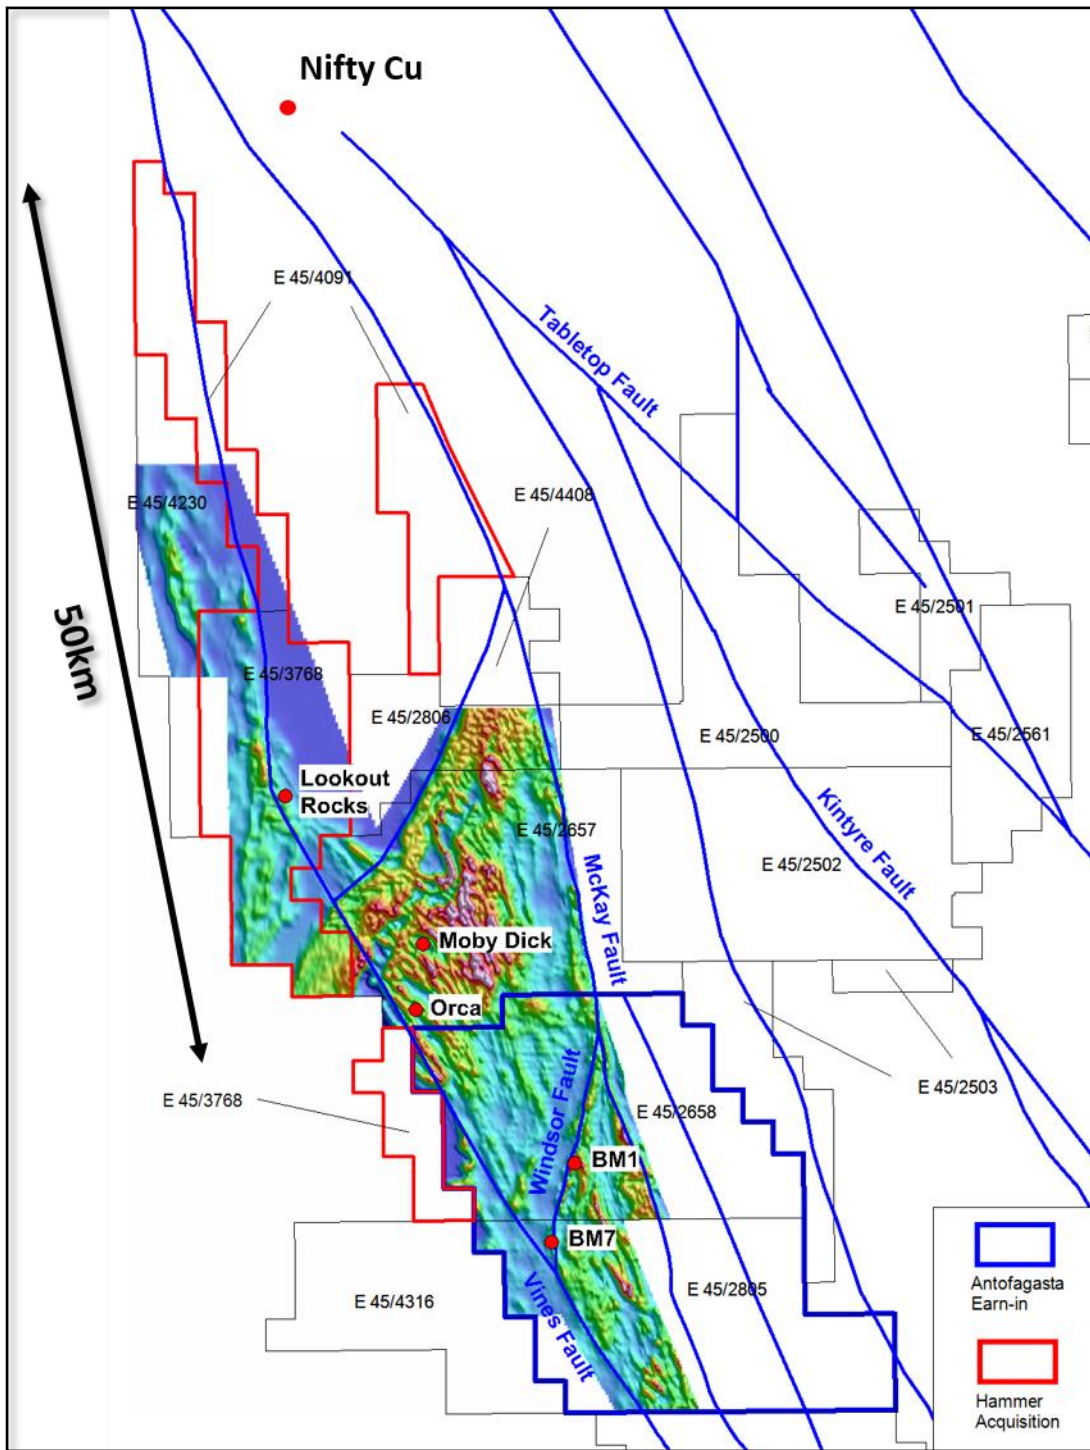 Nifty Cu
E 45/4091
Tabletop Fault
E 45/4230
E 45/4408
50km
E 45/2501
E 45/3768
E 45/2806
E 45/2500
E 45/2561
Lookout
Rocks
E 45/2657
Kintyre Fault
McKay Fault
E 45/2502
Moby Dick
Orca
E 45/3768
Windsor Fault
E 45/2658
E 45/2503
BM1
BM7
Vines Fault
E 45/4316
E 45/2805
Antofagasta
Earn-in
Hammer
Acquisition